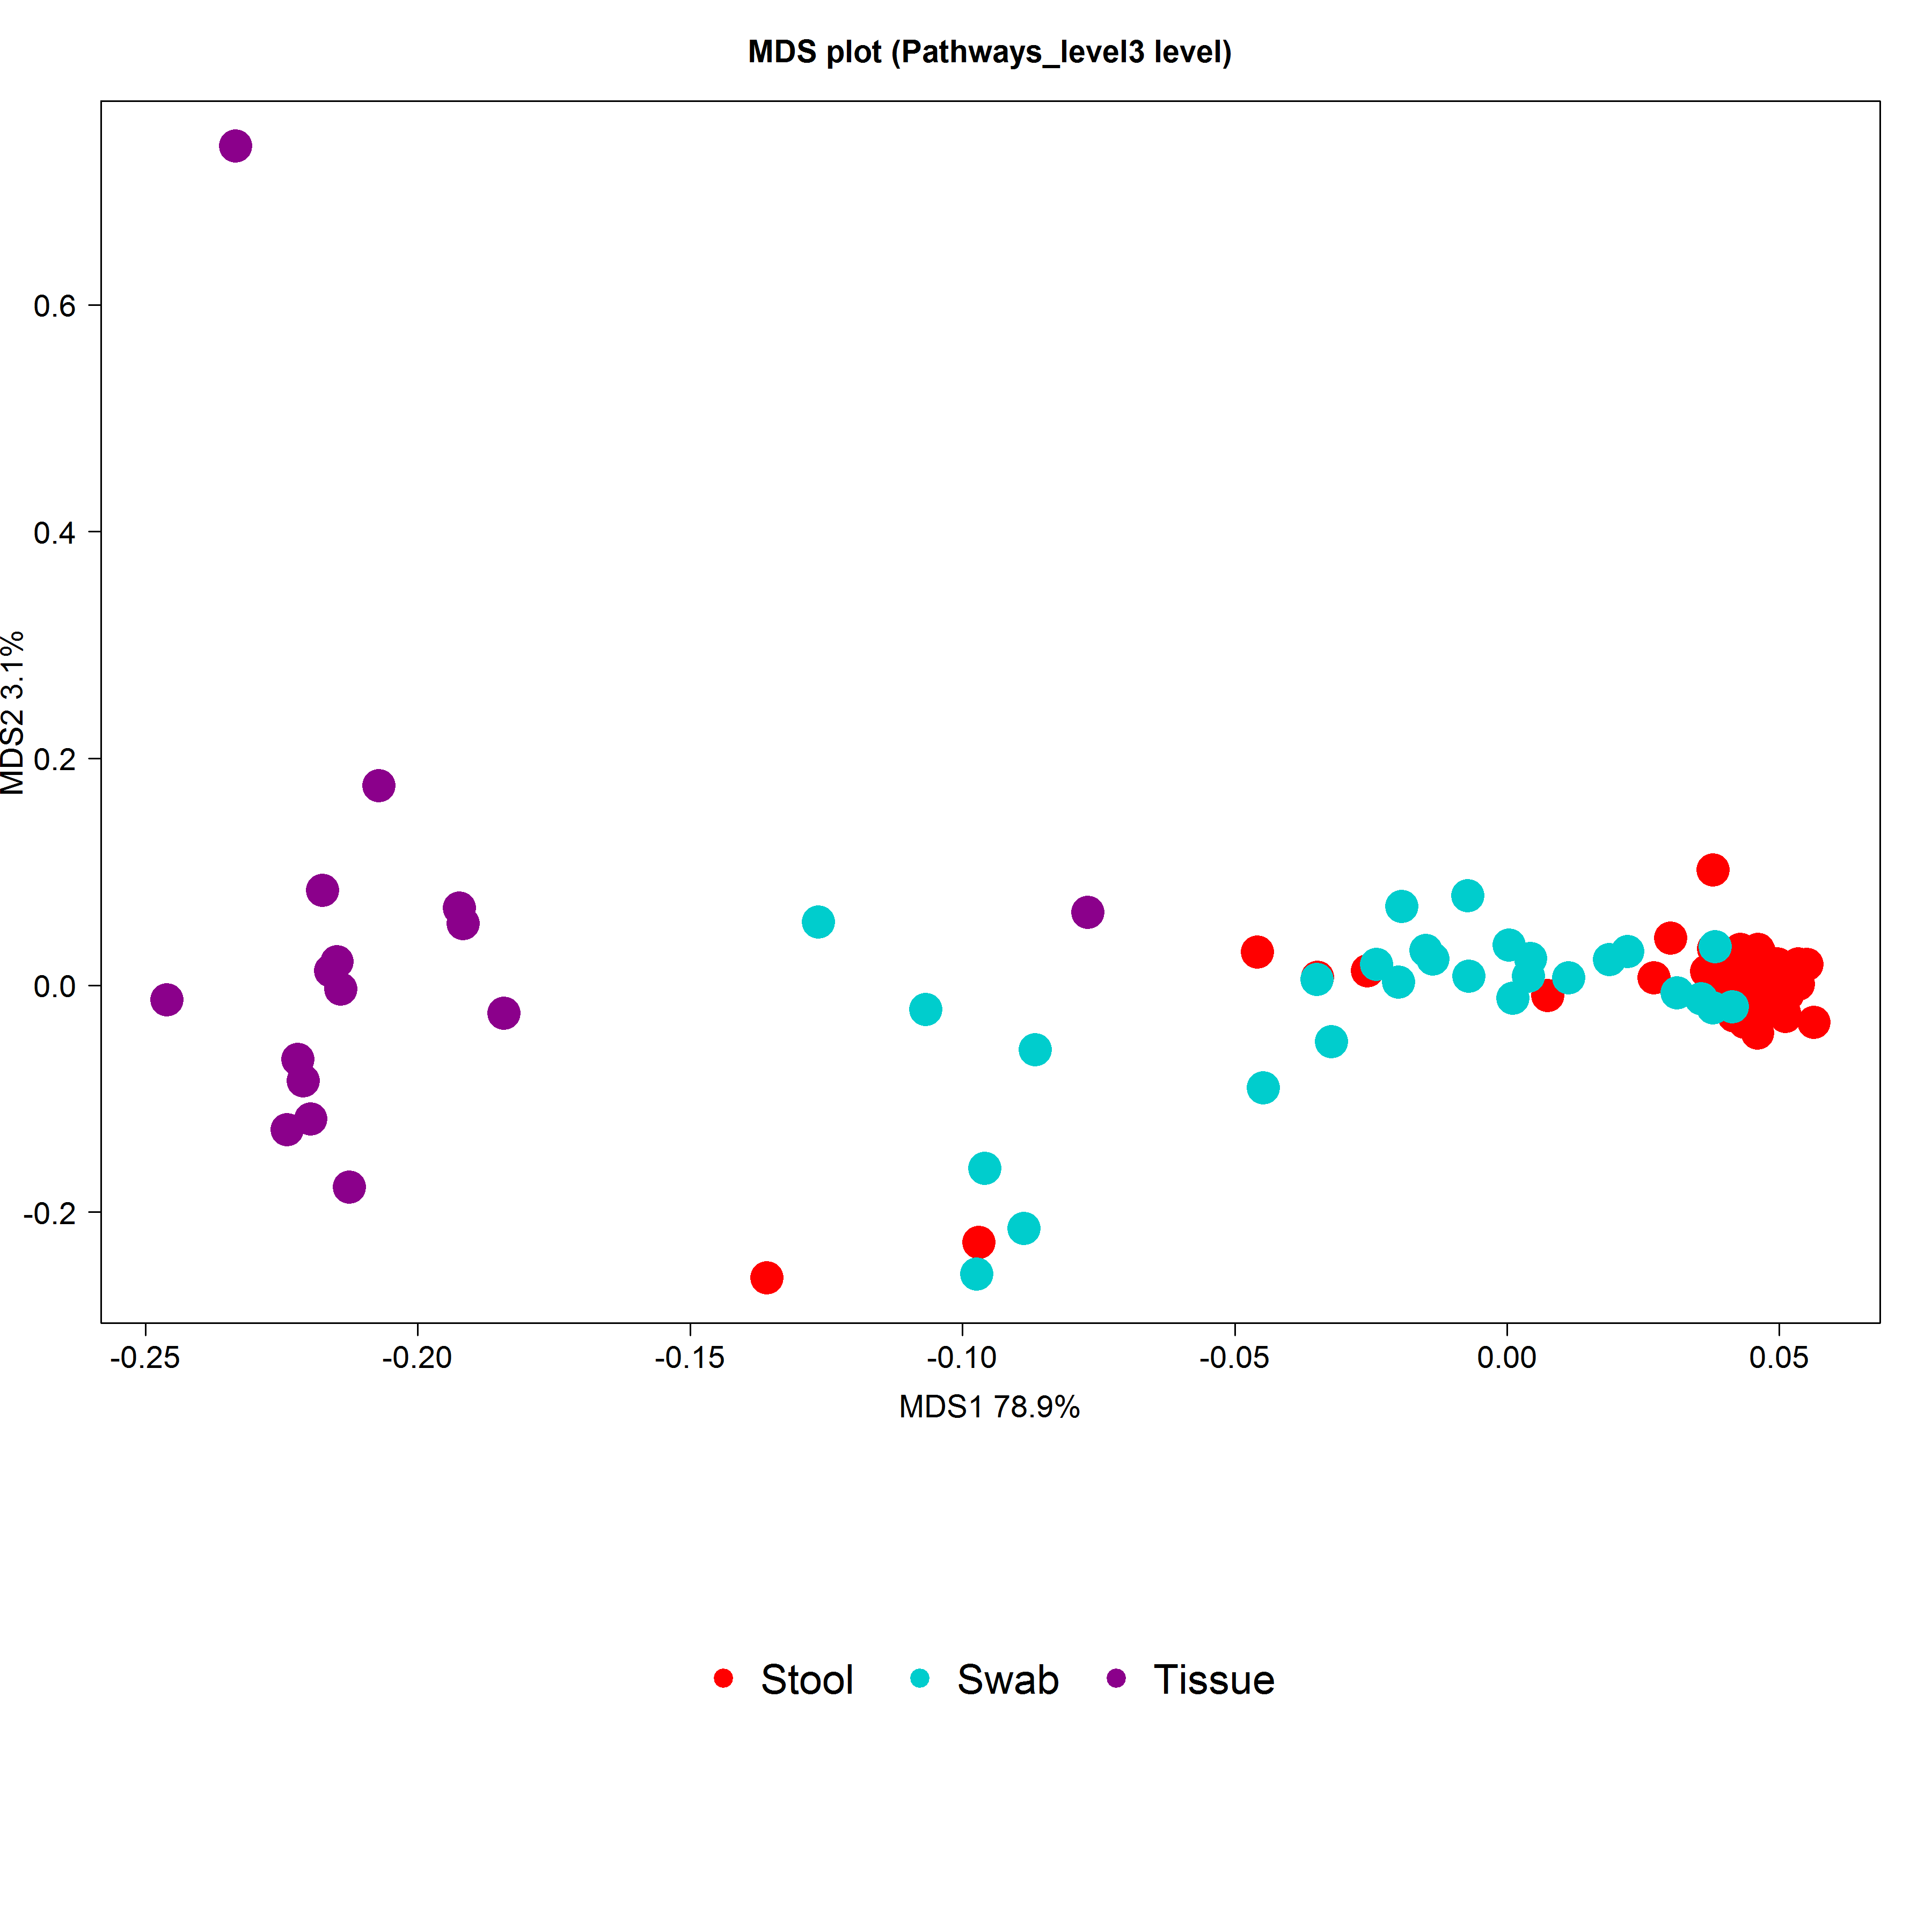 MDS plot (Pathways_level3 level)
0.6
0.4
0.2
0.0
-0.2
MDS2 3.1%
-0.25 -0.20 -0.15 -0.10 -0.05 0.00 0.05
MDS1 78.9%
Stool Swab Tissue